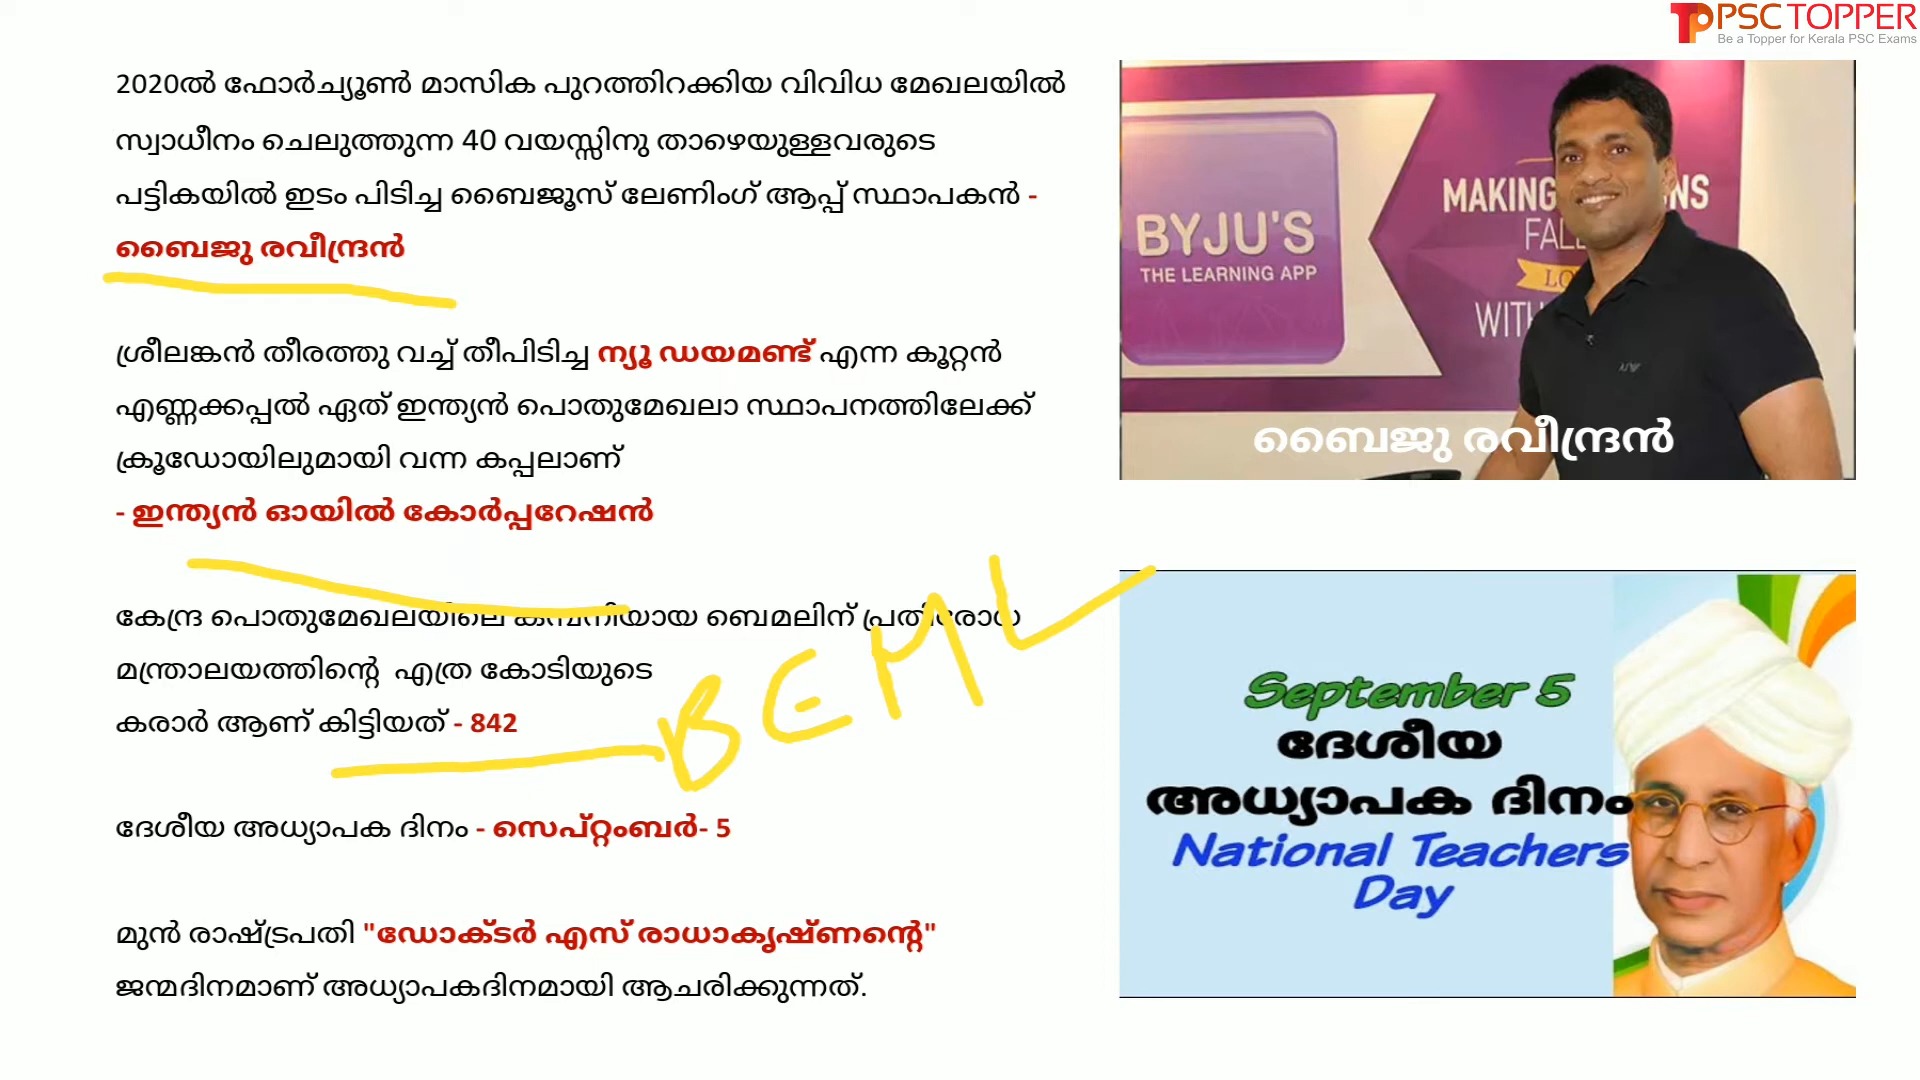 PSC TOPPER
Be a Topper for Kerala PSC Exams
2020ൽ ഫോർച്യൂൺ മാസിക പുറത്തിറക്കിയ വിവിധ മേഖലയിൽ
സ്വാധീനം ചെലുത്തുന്ന 40 വയസ്സിനു താഴെയുള്ളവരുടെ
പട്ടികയിൽ ഇടം പിടിച്ച ബൈജൂസ് ലേണിംഗ് ആപ്പ് സ്ഥാപകൻ -
ബൈജു രവീന്ദ്രൻ
ശ്രീലങ്കൻ തീരത്തു വച്ച് തീപിടിച്ച ന്യൂ ഡയമണ്ട് എന്ന കൂറ്റൻ
എണ്ണക്കപ്പൽ ഏത് ഇന്ത്യൻ പൊതുമേഖലാ സ്ഥാപനത്തിലേക്ക്
ക്രൂഡോയിലുമായി വന്ന കപ്പലാണ്
- ഇന്ത്യൻ ഓയിൽ കോർപ്പറേഷൻ
കേന്ദ്ര പൊതുമേഖലയിലെ കമ്പനിയായ ബെമലിന് പ്രതിരോധ
മന്ത്രാലയത്തിന്റെ എത്ര കോടിയുടെ
കരാർ ആണ് കിട്ടിയത് - 842
BEML
ദേശീയ അധ്യാപക ദിനം - സെപ്റ്റംബർ- 5
മുൻ രാഷ്ട്രപതി "ഡോക്ടർ എസ് രാധാകൃഷ്ണന്റെ"
ജന്മദിനമാണ് അധ്യാപകദിനമായി ആചരിക്കുന്നത്.
BYJU'S
THE LEARNING APP
MAKING
WITH
ബൈജു രവീന്ദ്രൻ
September 5
ദേശീയ
അധ്യാപക ദിനം
National Teachers
Day